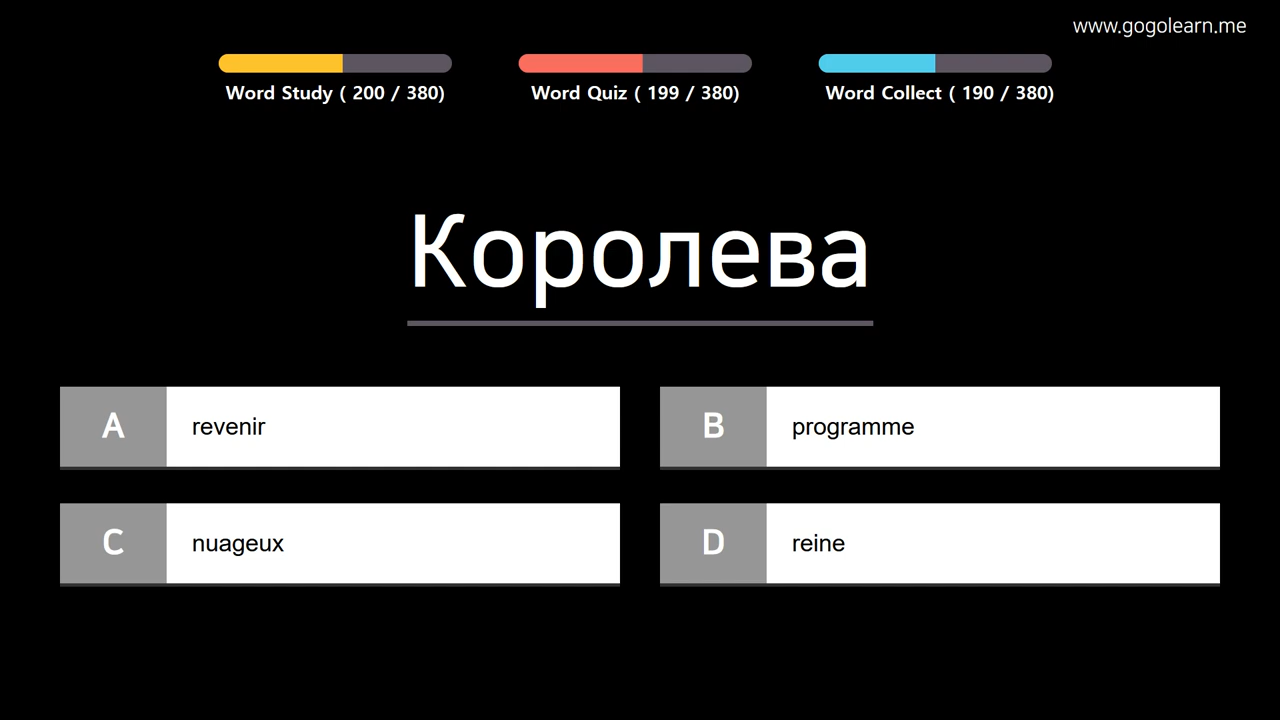 www.gogolearn.me
Word Study ( 200 / 380)
Word Quiz ( 199 / 380)
Word Collect ( 190 / 380)
Королева
A revenir
B programme
C nuageux
D reine